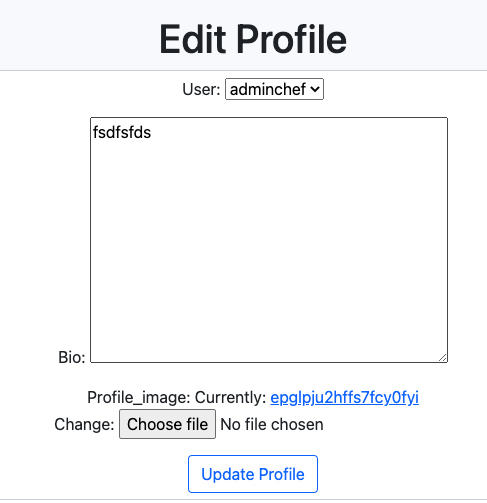 Edit Profile
User: adminchef
fsdfsfds
Bio:
Profile_image: Currently: epglpju2hffs7fcy0fyi
Change: Choose file No file chosen
Update Profile